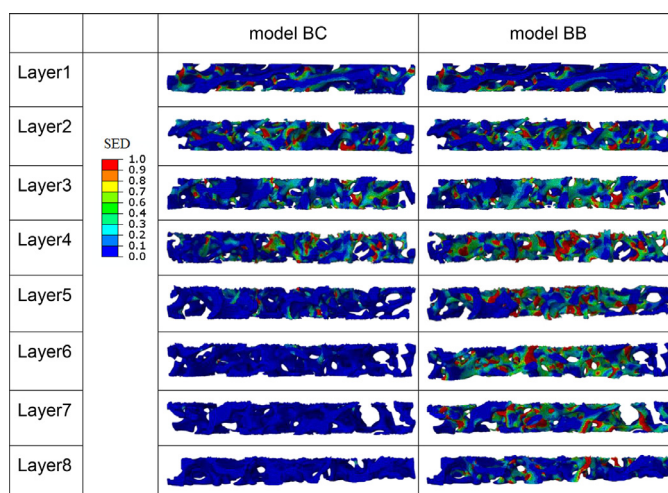 model BC
model BB
Layer1
Layer2
Layer3
Layer4
Layer5
Layer6
Layer7
Layer8
SED
1.0
0.9
0.8
0.7
0.6
0.4
0.3
0.2
0.1
0.0